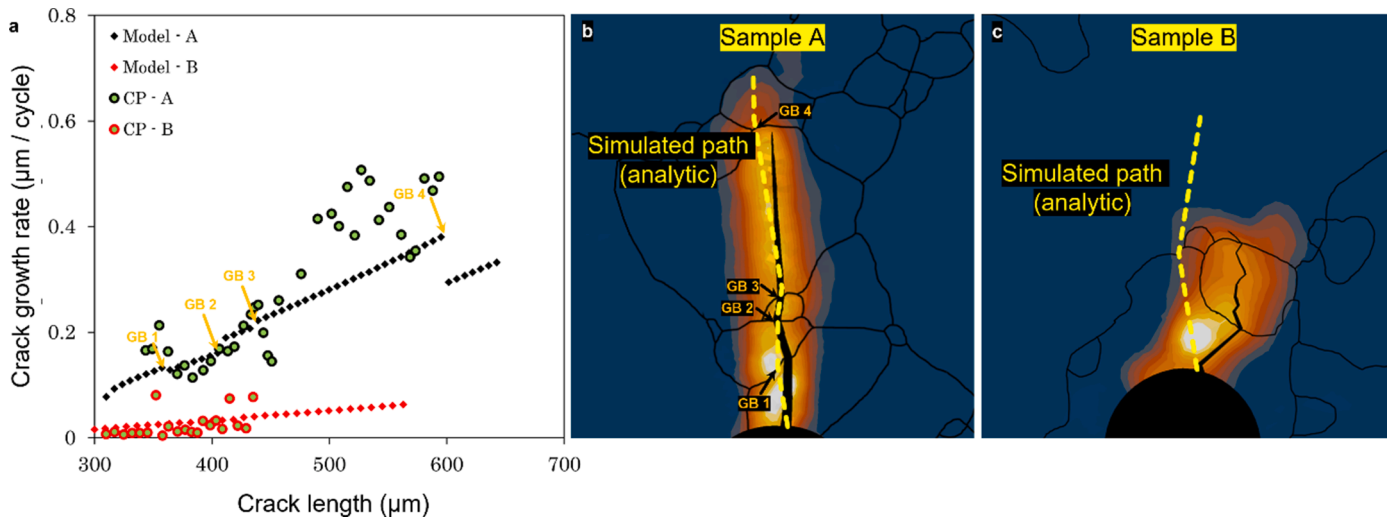 a
Crack growth rate (μm / cycle)
0.8
.6
0.4
0.2
0
300
400
500
600
700
Crack length (μm)
Model - A
Model - B
CP - A
CP - B
GB 1
GB 2
GB 3
GB 4
b
Sample A
GB 4
Simulated path
(analytic)
GB 3
GB 2
GB 1
c
Sample B
Simulated path
(analytic)